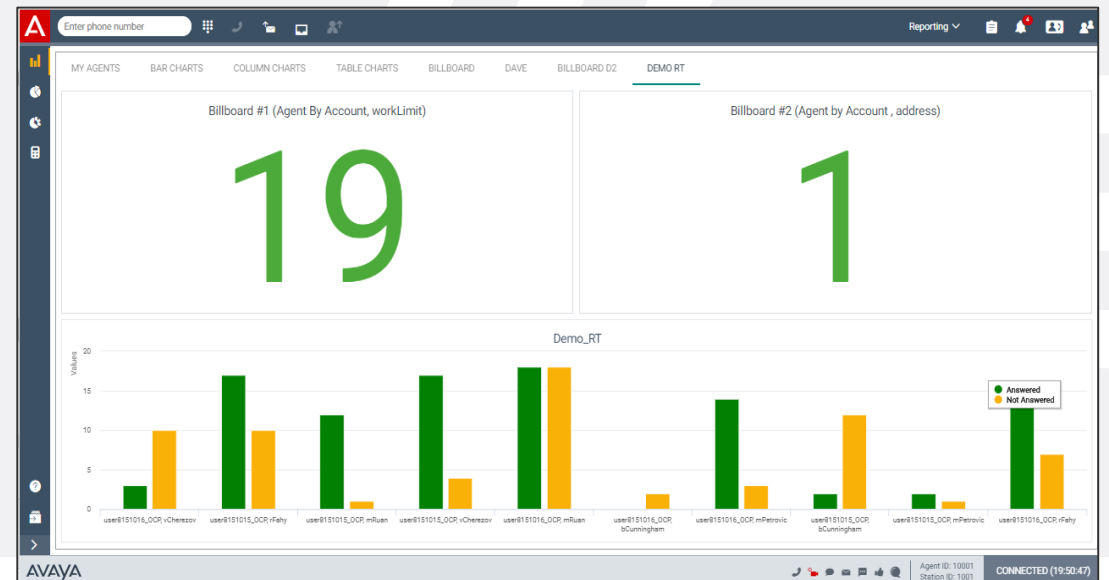 Enter phone number
Reporting
4
MY AGENTS BAR CHARTS COLUMN CHARTS TABLE CHARTS BILLBOARD DAVE BILLBOARD D2 DEMO RT
Billboard #1 (Agent By Account, workLimit)
19
Billboard #2 (Agent by Account , address)
1
Demo_RT
Values
20
15
10
5
0
Answered
Not Answered
user8151016_OCP, vCherezov
user8151015_OCP, rFahy
user8151015_OCP, mRuan
user8151015_OCP, vCherezov
user8151016_OCP, mRuan
user8151016_OCP,
bCunningham
user8151016_OCP, mPetrovic
user8151015_OCP,
bCunningham
user8151015_OCP, mPetrovic
user8151016_OCP, rFahy
AVAYA
Agent ID: 10001
Station ID: 1001
CONNECTED (19:50:47)